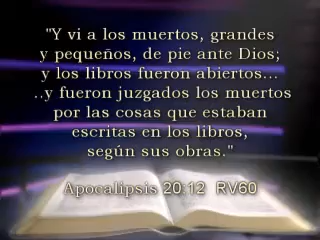 "Y vi a los muertos, grandes
y pequeños, de pie ante Dios;
y los libros fueron abiertos...
..y fueron juzgados los muertos
por las cosas que estaban
escritas en los libros,
según sus obras."
Apocalipsis 20:12 RV60